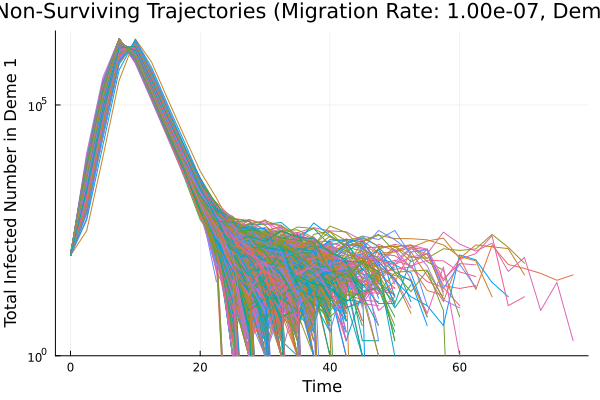 Non-Surviving Trajectories (Migration Rate: 1.00e-07, Dem
Total Infected Number in Deme 1
10^5
10^0
0 20 40 60
Time